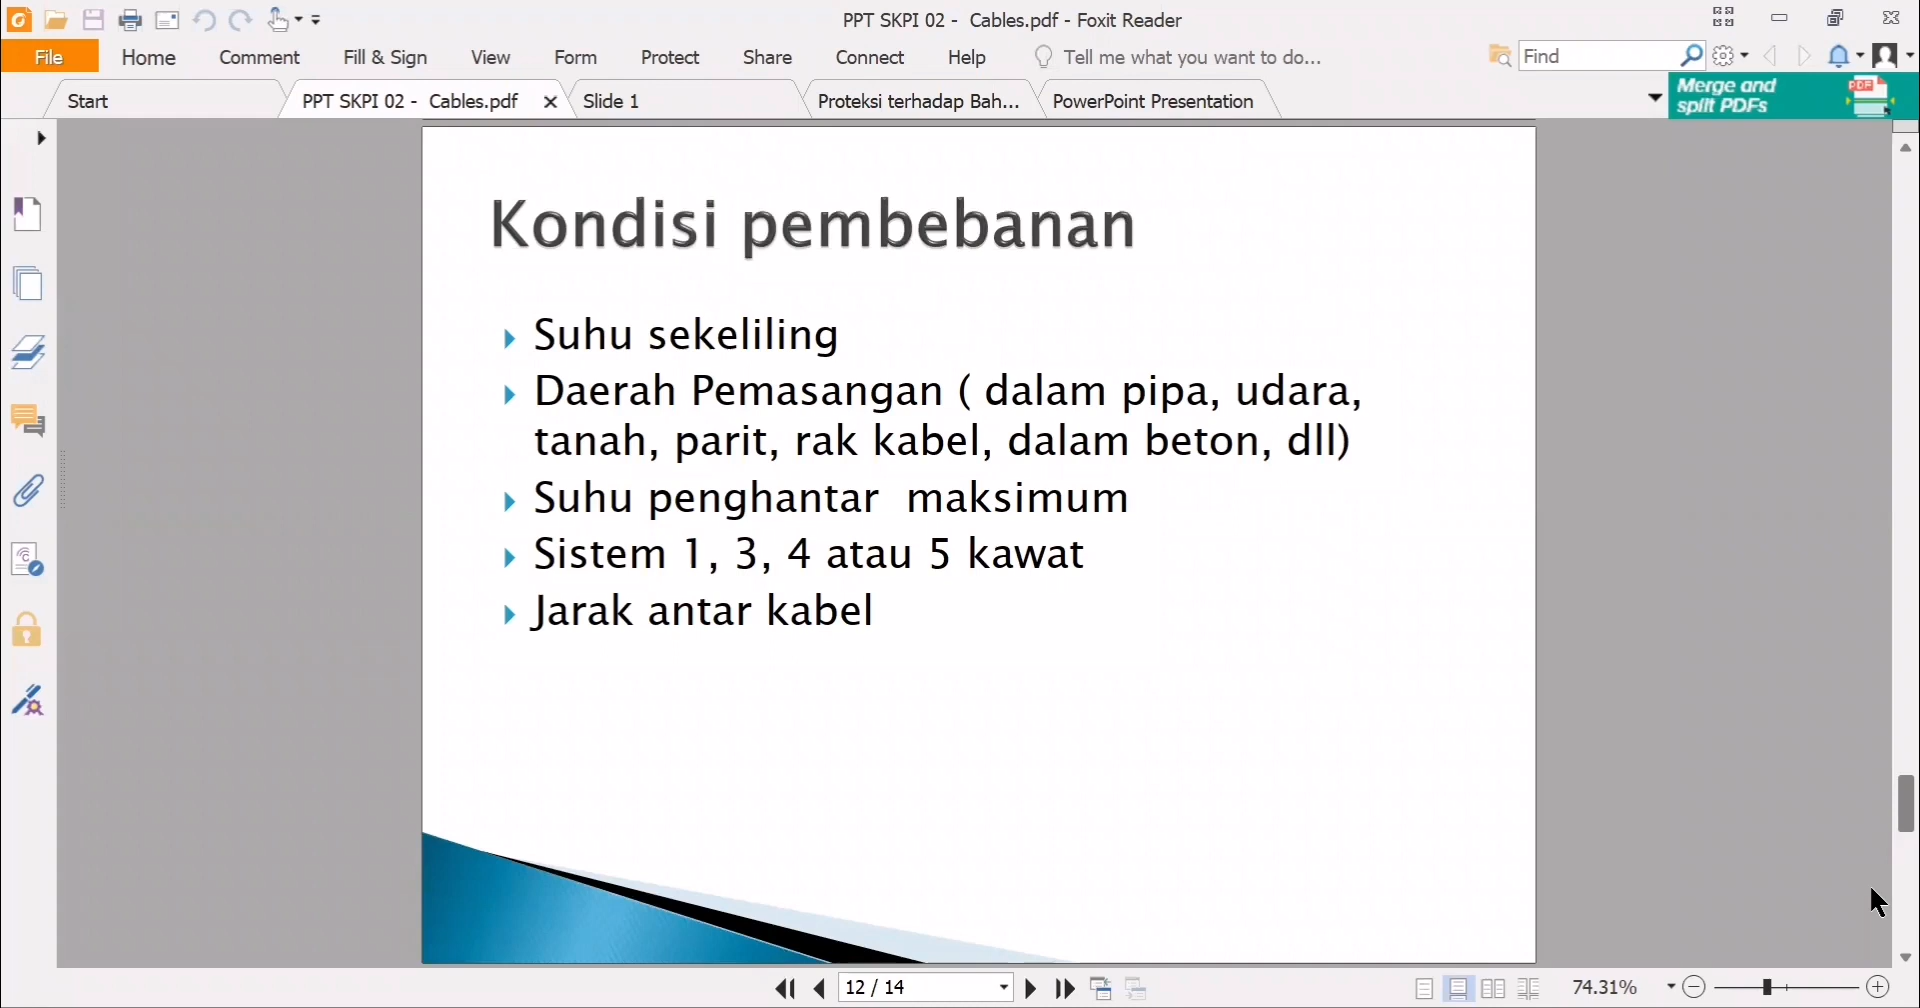 PPT SKPI 02 - Cables.pdf - Foxit Reader
File Home Comment Fill & Sign View Form Protect Share Connect Help Tell me what you want to do... Find
Start PPT SKPI 02 - Cables.pdf Slide 1 Proteksi terhadap Bah... PowerPoint Presentation
Merge and
split PDFs
PDF
Kondisi pembebanan
Suhu sekeliling
Daerah Pemasangan ( dalam pipa, udara,
tanah, parit, rak kabel, dalam beton, dll)
Suhu penghantar maksimum
Sistem 1, 3, 4 atau 5 kawat
Jarak antar kabel
12 / 14
74.31%